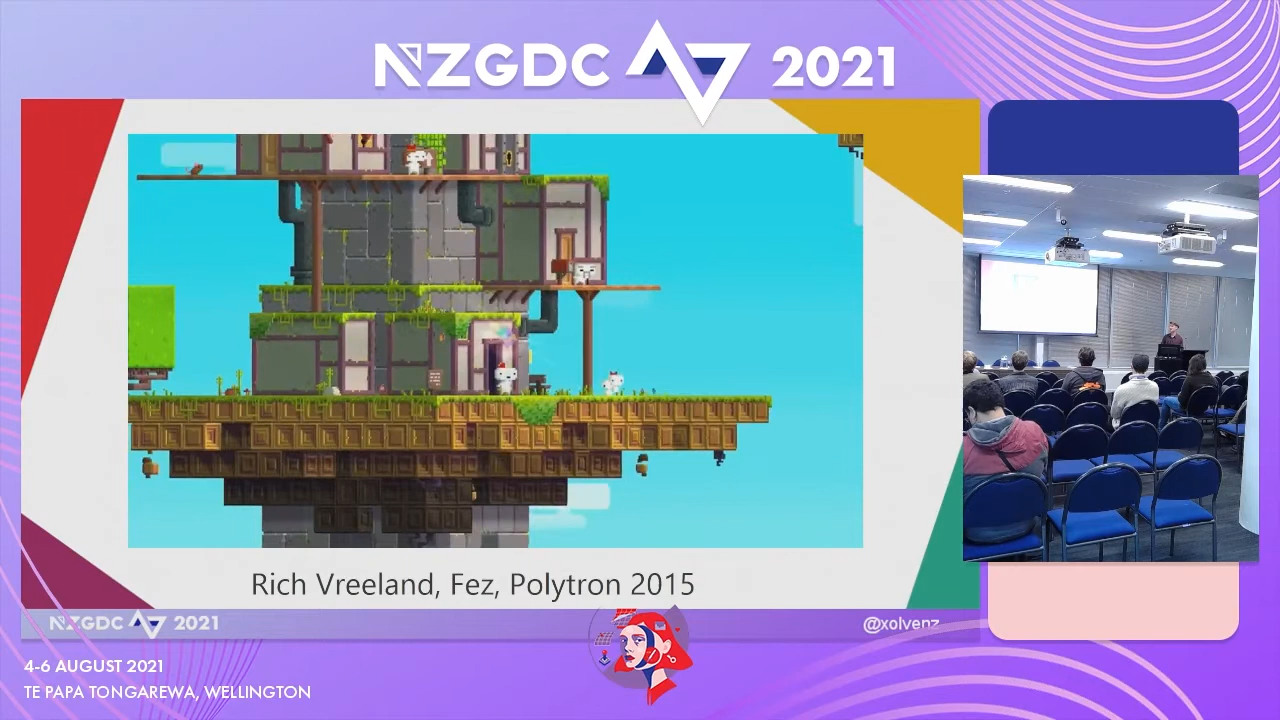 NZGDC 2021
Rich Vreeland, Fez, Polytron 2015
NZGDC 2021
@xolvenz
4-6 AUGUST 2021
TE PAPA TONGAREWA, WELLINGTON